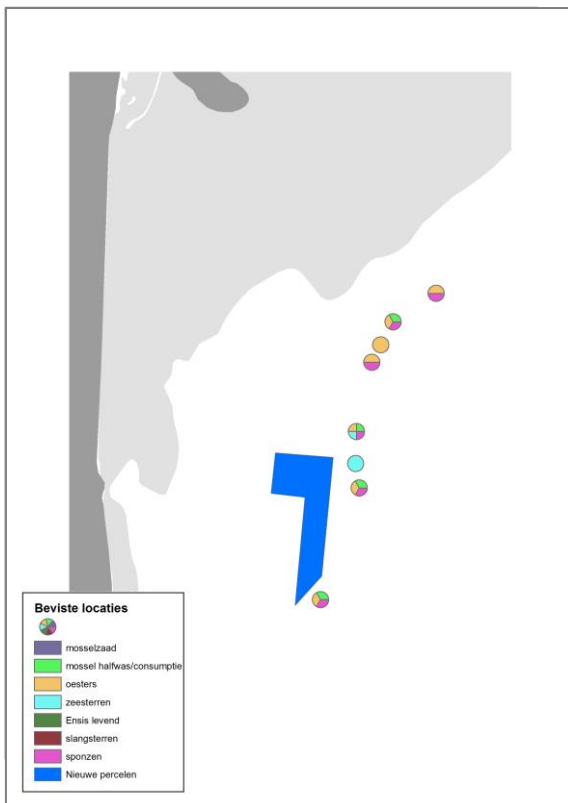 Beviste locaties
mosselzaad
mossel halfwas/consumptie
oesters
zeesterren
Ensis levend
slangsterren
sponzen
Nieuwe percelen